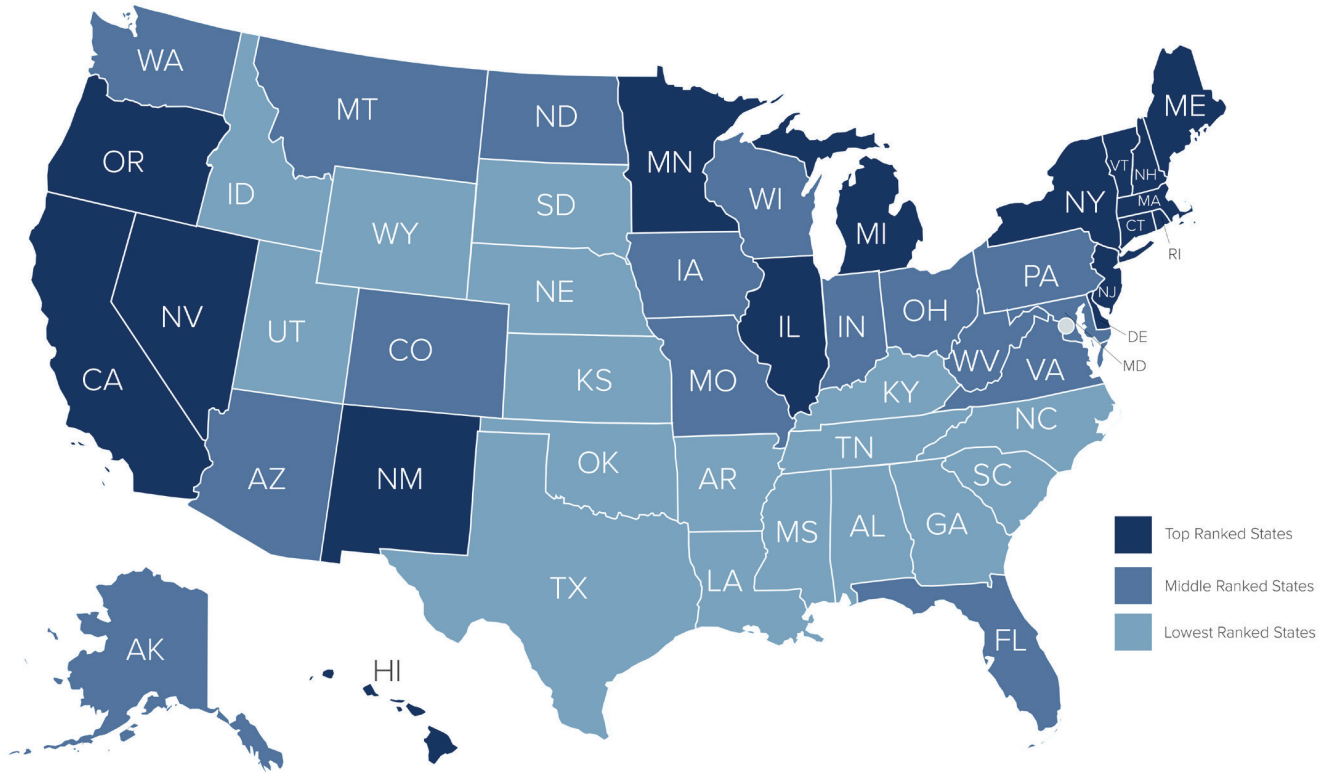 WA
MT
ND
MN
ME
OR
ID
SD
WI
VT
NH
NY
MA
CT
RI
WY
MI
IA
PA
NE
NV
UT
CO
IL
IN
OH
NJ
DE
MD
CA
KS
MO
WV
VA
KY
NC
TN
AZ
NM
OK
AR
SC
MS
AL
GA
TX
LA
FL
AK
HI
Top Ranked States
Middle Ranked States
Lowest Ranked States